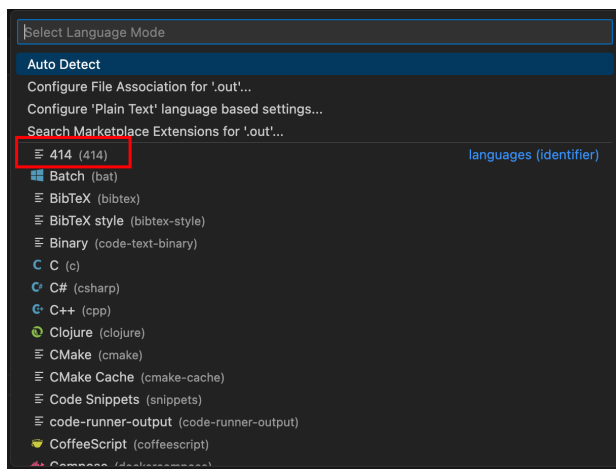 Select Language Mode
Auto Detect
Configure File Association for '.out'...
Configure 'Plain Text' language based settings...
Search Marketplace Extensions for '.out'...
414 (414) languages (identifier)
Batch (bat)
BibTeX (bibtex)
BibTeX style (bibtex-style)
Binary (code-text-binary)
C (c)
C# (csharp)
C++ (cpp)
Clojure (clojure)
CMake (cmake)
CMake Cache (cmake-cache)
Code Snippets (snippets)
code-runner-output (code-runner-output)
CoffeeScript (coffeescript)
Compose (dockercompose)